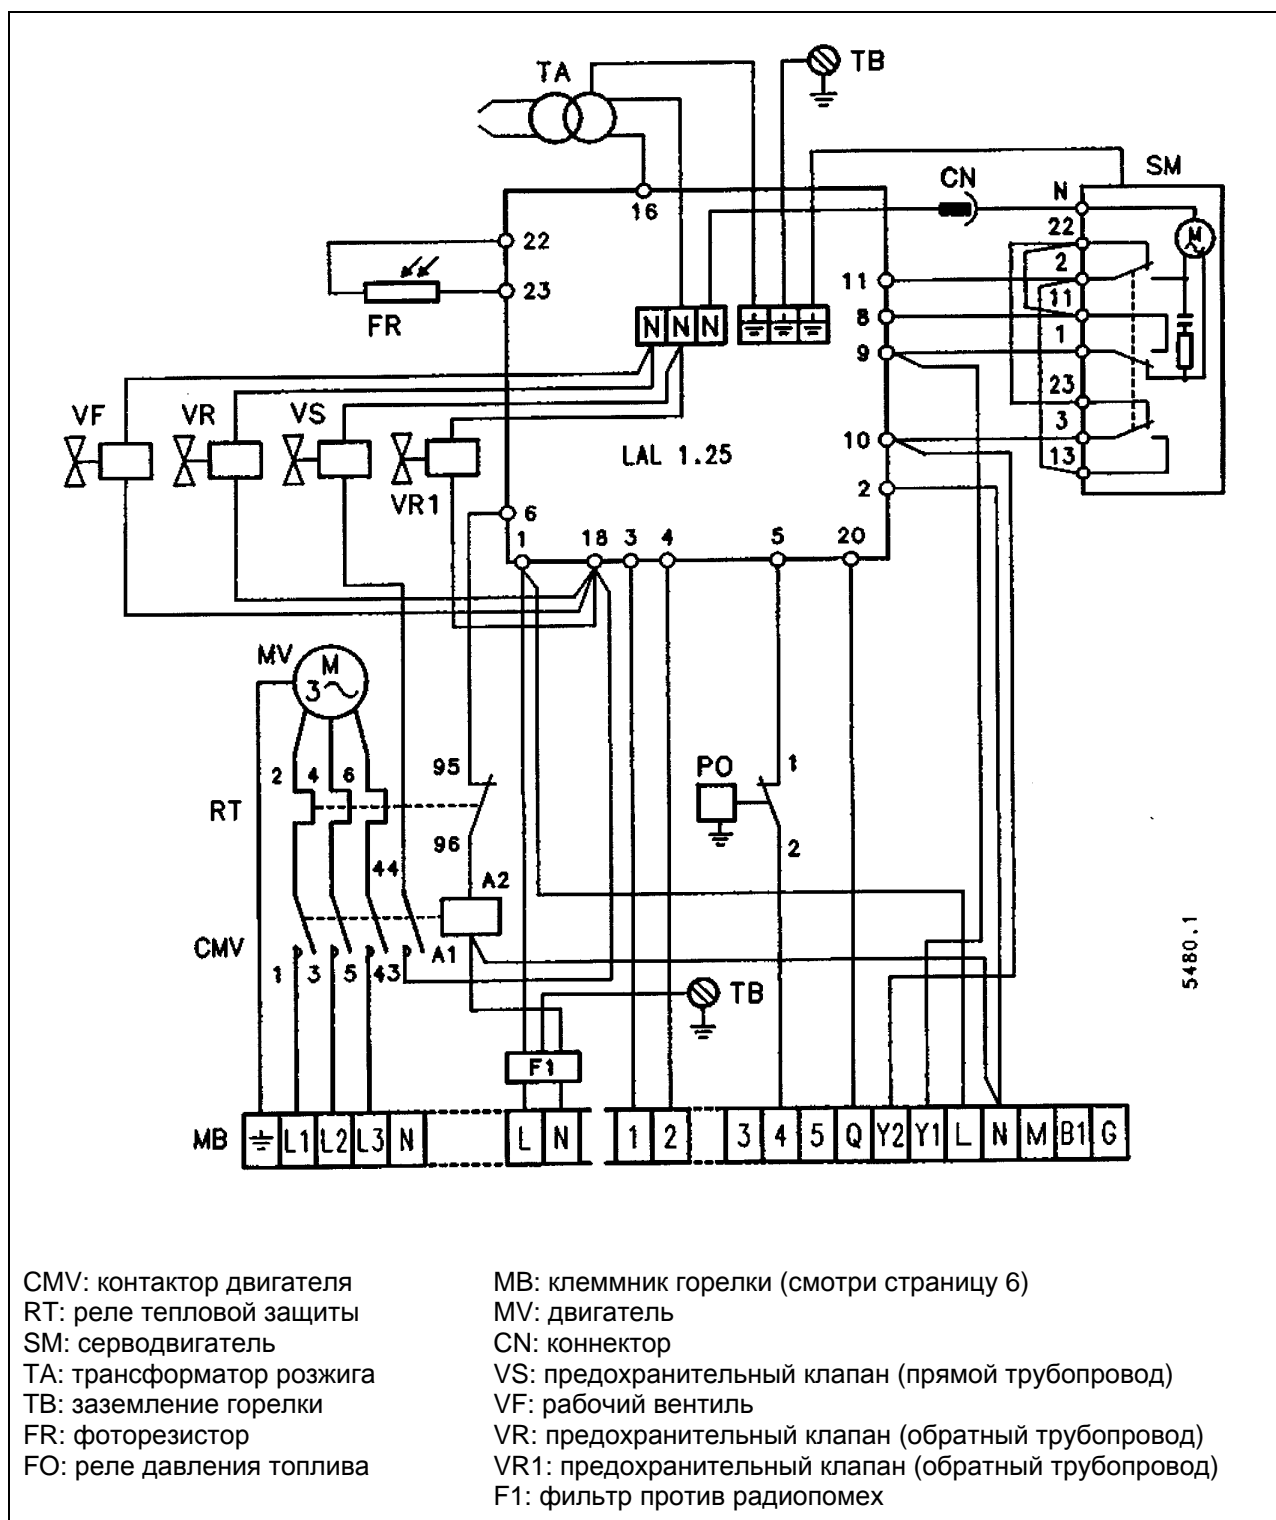 TA
TB
SM
CN
N
16
22
22
23
2
11
11
FR
N N N
8
1
9
23
VF
VR
VS
3
10
13
LAL 1.25
2
VR1
6
1
18
3
4
5
20
MV
M
3
M
2
4
6
95
PO
1
RT
96
2
44
A2
CMV
A1
1
3
5
43
TB
5480.1
F1
MB
L1 L2 L3 N
L N
1 2
3 4 5 Q Y2 Y1 L N M B1 G
CMV: контактор двигателя
RT: реле тепловой защиты
SM: серводвигатель
TA: трансформатор розжига
TB: заземление горелки
FR: фоторезистор
FO: реле давления топлива
MB: клеммник горелки (смотри страницу 6)
MV: двигатель
CN: коннектор
VS: предохранительный клапан (прямой трубопровод)
VF: рабочий вентиль
VR: предохранительный клапан (обратный трубопровод)
VR1: предохранительный клапан (обратный трубопровод)
F1: фильтр против радиопомех